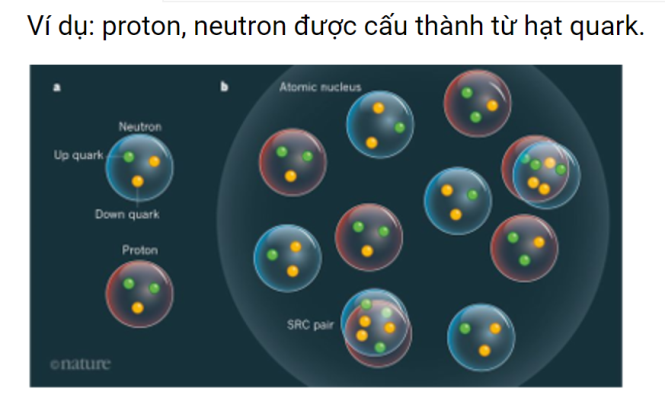 Ví dụ: proton, neutron được cấu thành từ hạt quark.
a
b
Atomic nucleus
Neutron
Up quark
Down quark
Proton
SRC pair
©nature